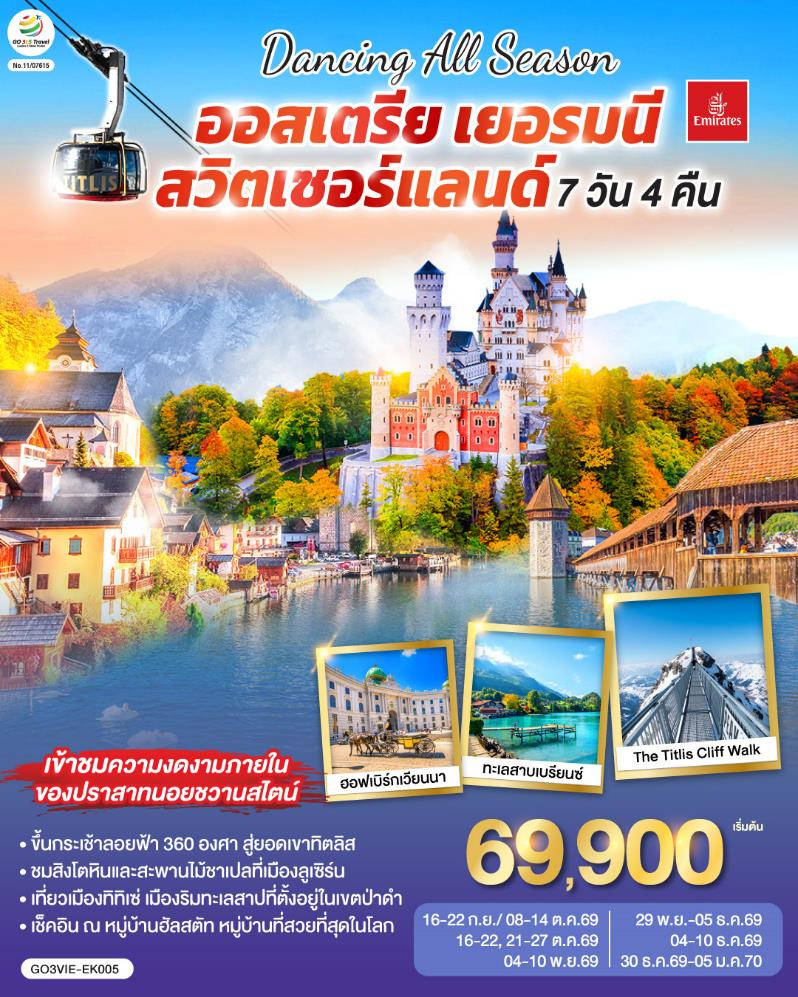 GO 365 Travel
No.11/07615
Dancing All Season
ออสเตรีย เยอรมนี
Emirates
สวิตเซอร์แลนด์ 7 วัน 4 คืน
TITLIS
เข้าชมความงดงามภายใน
ของปราสาทนอยชวานสไตน์
ฮอฟเบิร์กเวียนนา
ทะเลสาบเบรียนซ์
The Titlis Cliff Walk
• ขึ้นกระเช้าลอยฟ้า 360 องศา สู่ยอดเขาทิตลิส
• ชมสิงโตหินและสะพานไม้ชาเปลที่เมืองลูเซิร์น
• เที่ยวเมืองทิทิเซ่ เมืองริมทะเลสาปที่ตั้งอยู่ในเขตป่าดำ
• เช็คอิน ณ หมู่บ้านฮัลสตัท หมู่บ้านที่สวยที่สุดในโลก
69,900 เริ่มต้น
16-22 ก.ย./ 08-14 ต.ค.69
16-22, 21-27 ต.ค.69
04-10 พ.ย.69
29 พ.ย.-05 ธ.ค.69
04-10 ธ.ค.69
30 ธ.ค.69-05 ม.ค.70
GO3VIE-EK005